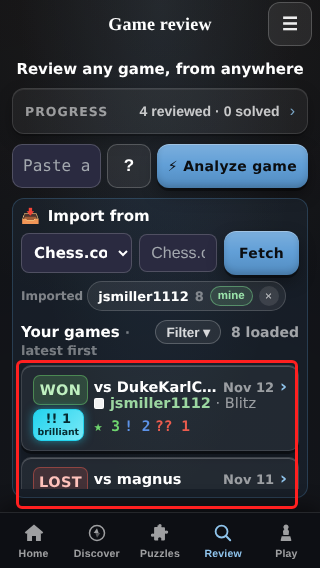 Game review
☰
Review any game, from anywhere
PROGRESS 4 reviewed · 0 solved ›
Paste a ? ⚡ Analyze game
📥 Import from
Chess.co Chess.c Fetch
Imported jsmiller1112 8 mine ×
Your games · Filter ▾ 8 loaded
latest first
WON vs DukeKarlC... Nov 12 ›
jsmiller1112 · Blitz
!! 1
brilliant
★ 3 ! 2 ?? 1
LOST vs magnus Nov 11 ›
Home Discover Puzzles Review Play